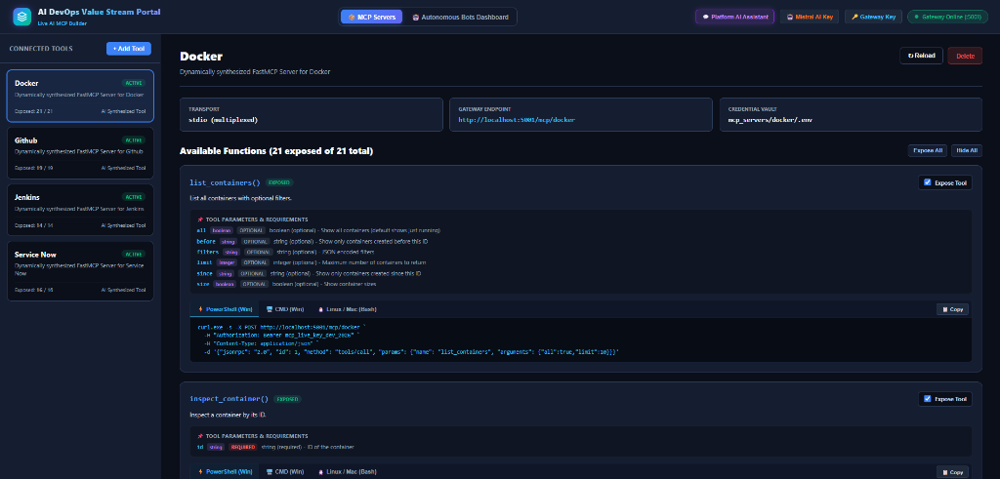 AI DevOps Value Stream Portal
Live AI MCP Builder
MCP Servers
Autonomous Bots Dashboard
Platform AI Assistant
Mistral AI Key
Gateway Key
Gateway Online (:5001)
CONNECTED TOOLS
+ Add Tool
Docker
ACTIVE
Dynamically synthesized FastMCP Server for Docker
Exposed: 21 / 21
AI Synthesized Tool
Github
ACTIVE
Dynamically synthesized FastMCP Server for Github
Exposed: 19 / 19
AI Synthesized Tool
Jenkins
ACTIVE
Dynamically synthesized FastMCP Server for Jenkins
Exposed: 14 / 14
AI Synthesized Tool
Service Now
ACTIVE
Dynamically synthesized FastMCP Server for Service
Now
Exposed: 16 / 16
AI Synthesized Tool
Docker
Dynamically synthesized FastMCP Server for Docker
↻ Reload
Delete
TRANSPORT
stdio (multiplexed)
GATEWAY ENDPOINT
http://localhost:5001/mcp/docker
CREDENTIAL VAULT
mcp_servers/docker/.env
Available Functions (21 exposed of 21 total)
Expose All
Hide All
list_containers()
EXPOSED
Expose Tool
List all containers with optional filters.
TOOL PARAMETERS & REQUIREMENTS
all boolean OPTIONAL boolean (optional) - Show all containers (default shows just running)
before string OPTIONAL string (optional) - Show only containers created before this ID
filters string OPTIONAL string (optional) - JSON encoded filters
limit integer OPTIONAL integer (optional) - Maximum number of containers to return
since string OPTIONAL string (optional) - Show only containers created since this ID
size boolean OPTIONAL boolean (optional) - Show container sizes
PowerShell (Win)
CMD (Win)
Linux / Mac (Bash)
Copy
curl.exe -s -X POST http://localhost:5001/mcp/docker `
-H "Authorization: Bearer mcp_live_key_dev_2026" `
-H "Content-Type: application/json" `
-d '{"jsonrpc": "2.0", "id": 1, "method": "tools/call", "params": {"name": "list_containers", "arguments": {"all":true,"limit":10}}}'
inspect_container()
EXPOSED
Expose Tool
Inspect a container by its ID.
TOOL PARAMETERS & REQUIREMENTS
id string REQUIRED string (required) - ID of the container
PowerShell (Win)
CMD (Win)
Linux / Mac (Bash)
Copy